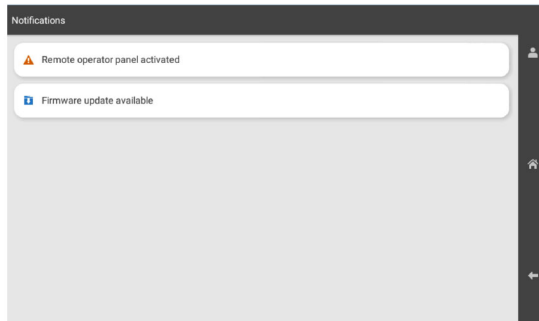 Notifications
Remote operator panel activated
Firmware update available